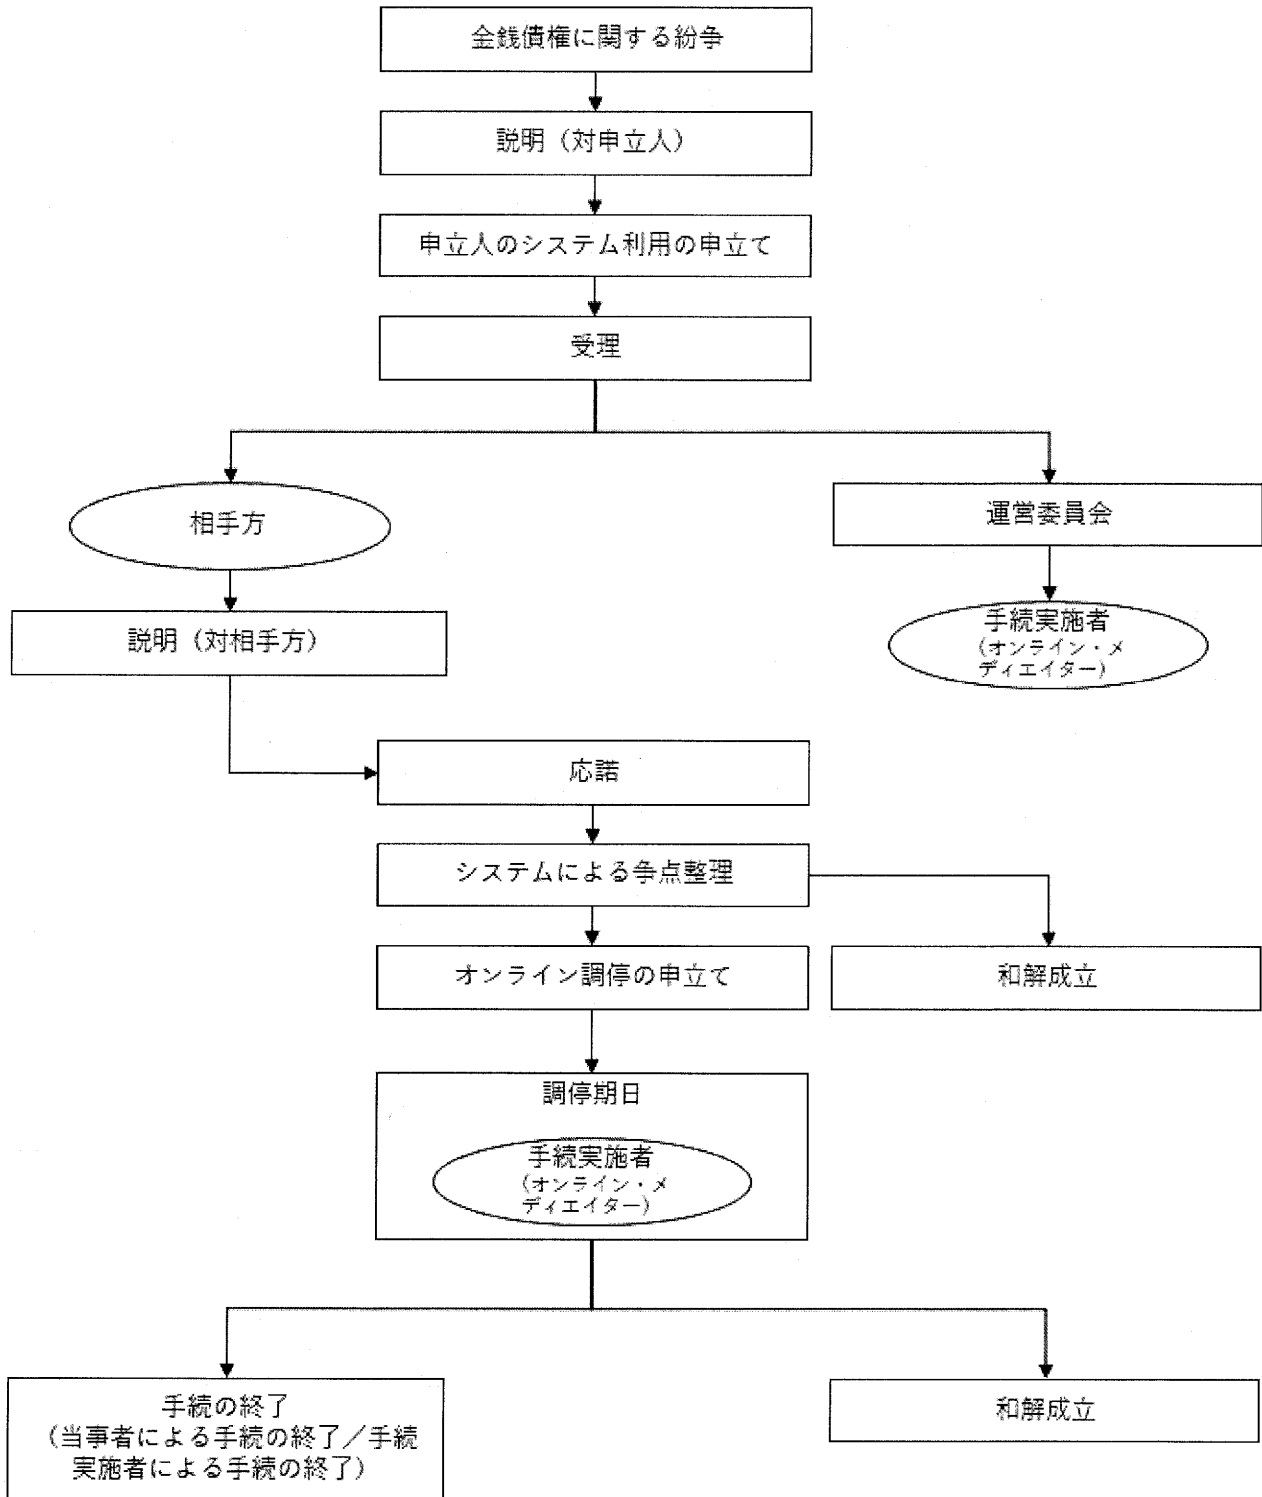 金銭債権に関する紛争
説明（対申立人）
申立人のシステム利用の申立て
受理
相手方
運営委員会
手続実施者
（オンライン・メ
ディエイター）
説明（対相手方）
応諾
システムによる争点整理
オンライン調停の申立て
和解成立
調停期日
手続実施者
（オンライン・メ
ディエイター）
手続の終了
（当事者による手続の終了／手続
実施者による手続の終了）
和解成立